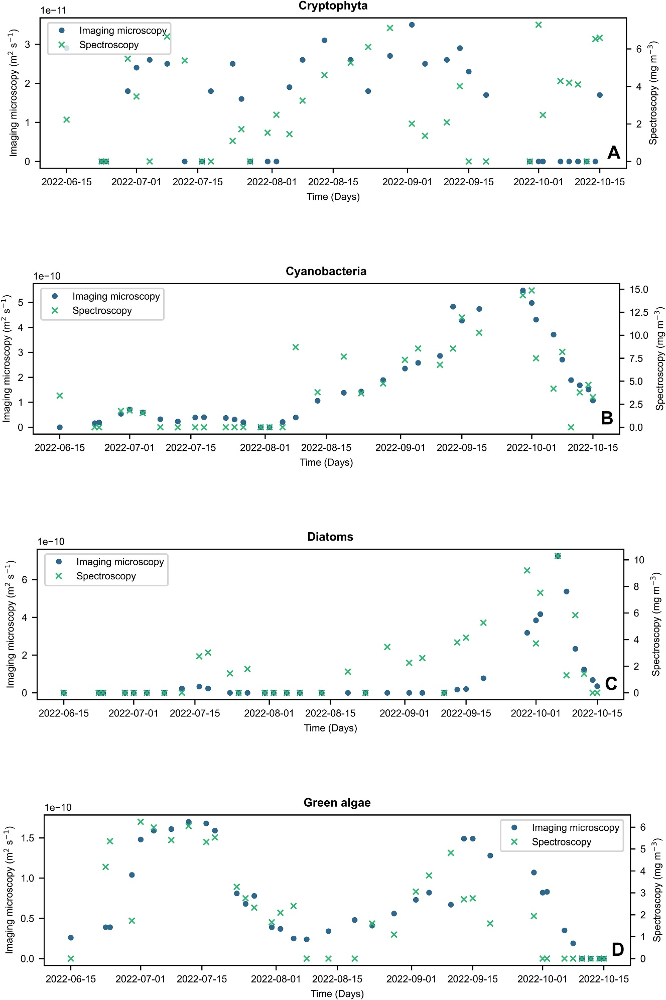 Cryptophyta
1e−11
Imaging microscopy
Spectroscopy
Imaging microscopy (m² s⁻¹)
3
2
1
0
Spectroscopy (mg m⁻³)
6
4
2
0
A
2022-06-15 2022-07-01 2022-07-15 2022-08-01 2022-08-15 2022-09-01 2022-09-15 2022-10-01 2022-10-15
Time (Days)
Cyanobacteria
1e−10
Imaging microscopy
Spectroscopy
Imaging microscopy (m² s⁻¹)
5
4
3
2
1
0
Spectroscopy (mg m⁻³)
15.0
12.5
10.0
7.5
5.0
2.5
0.0
B
2022-06-15 2022-07-01 2022-07-15 2022-08-01 2022-08-15 2022-09-01 2022-09-15 2022-10-01 2022-10-15
Time (Days)
Diatoms
1e−10
Imaging microscopy
Spectroscopy
Imaging microscopy (m² s⁻¹)
6
4
2
0
Spectroscopy (mg m⁻³)
10
8
6
4
2
0
C
2022-06-15 2022-07-01 2022-07-15 2022-08-01 2022-08-15 2022-09-01 2022-09-15 2022-10-01 2022-10-15
Time (Days)
Green algae
1e−10
Imaging microscopy
Spectroscopy
Imaging microscopy (m² s⁻¹)
1.5
1.0
0.5
0.0
Spectroscopy (mg m⁻³)
6
5
4
3
2
1
0
D
2022-06-15 2022-07-01 2022-07-15 2022-08-01 2022-08-15 2022-09-01 2022-09-15 2022-10-01 2022-10-15
Time (Days)